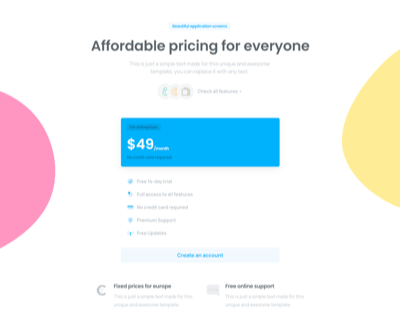 Beautiful application screens
Affordable pricing for everyone
This is just a simple text made for this unique and awesome
template, you can replace it with any text.
Check all features
$49/month
Free 14-day trial
Full access to all features
No credit card required
Premium Support
Free Updates
Create an account
Fixed prices for europe
This is just a simple text made for this
unique and awesome template.
Free online support
This is just a simple text made for this
unique and awesome template.